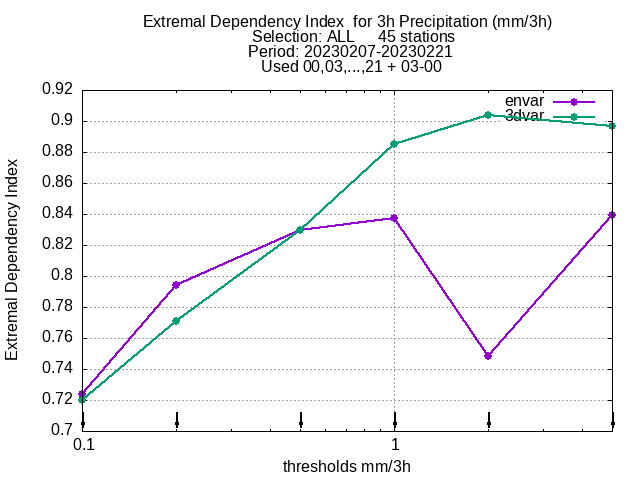 Extremal Dependency Index  for 3h Precipitation (mm/3h)
Selection: ALL     45 stations
Period: 20230207-20230221
Used 00,03,...,21 + 03-00
envar
3dvar
0.92
0.9
0.88
0.86
0.84
0.82
0.8
0.78
0.76
0.74
0.72
0.7
Extremal Dependency Index
0.1 1
thresholds mm/3h